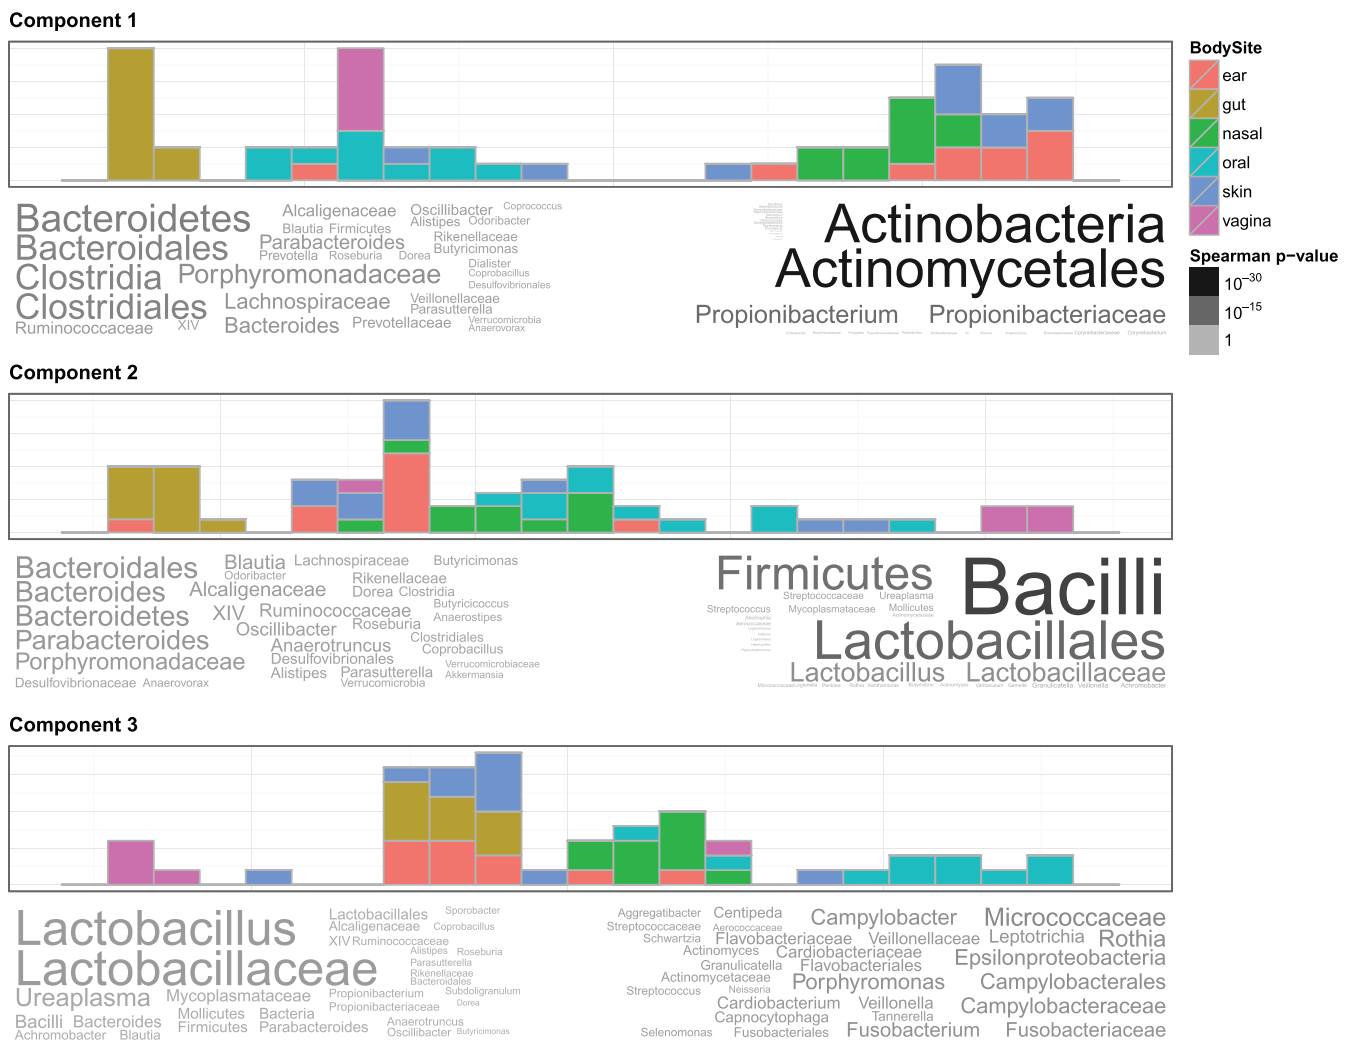 Component 1
BodySite
ear
gut
nasal
oral
skin
vagina
Spearman p−value
10−30
10−15
1
Bacteroidetes Alcaligenaceae Oscillibacter Coprococcus
Blautia Firmicutes Alistipes Odoribacter
Bacteroidales Parabacteroides Rikenellaceae
Prevotella Roseburia Dorea Butyricimonas
Clostridia Porphyromonadaceae Dialister
Coprobacillus
Desulfovibrionales
Clostridiales Lachnospiraceae Veillonellaceae
Parasutterella
Ruminococcaceae XIV Bacteroides Prevotellaceae Verrucomicrobia
Anaerovorax
Actinobacteria
Actinomycetales
Propionibacterium Propionibacteriaceae
Corynebacteriaceae Corynebacterium
Component 2
Bacteroidales Blautia Lachnospiraceae Butyricimonas
Odoribacter Rikenellaceae
Bacteroides Alcaligenaceae Dorea Clostridia
Bacteroidetes XIV Ruminococcaceae Butyricicoccus
Oscillibacter Roseburia Anaerostipes
Parabacteroides Anaerotruncus Clostridiales
Coprobacillus
Porphyromonadaceae Desulfovibrionales Verrucomicrobiaceae
Alistipes Parasutterella Akkermansia
Desulfovibrionaceae Anaerovorax Verrucomicrobia
Firmicutes Bacilli
Streptococcaceae Ureaplasma
Streptococcus Mycoplasmataceae Mollicutes
Actinomycetaceae
Lactobacillales
Lactobacillus Lactobacillaceae
Granulicatella Veillonella Achromobacter
Component 3
Lactobacillus Lactobacillales Sporobacter
Alcaligenaceae Coprobacillus
XIV Ruminococcaceae
Alistipes Roseburia
Lactobacillaceae Parasutterella
Rikenellaceae
Bacteroidales
Ureaplasma Mycoplasmataceae Propionibacterium Subdoligranulum
Propionibacteriaceae Dorea
Bacilli Bacteroides Mollicutes Bacteria Anaerotruncus
Achromobacter Blautia Firmicutes Parabacteroides Oscillibacter Butyricimonas
Aggregatibacter Centipeda Campylobacter Micrococcaceae
Streptococcaceae Aerococcaceae
Schwartzia Flavobacteriaceae Veillonellaceae Leptotrichia Rothia
Actinomyces Cardiobacteriaceae Epsilonproteobacteria
Granulicatella Flavobacteriales
Actinomycetaceae Porphyromonas Campylobacterales
Streptococcus Neisseria
Cardiobacterium Veillonella Campylobacteraceae
Capnocytophaga Tannerella
Selenomonas Fusobacteriales Fusobacterium Fusobacteriaceae